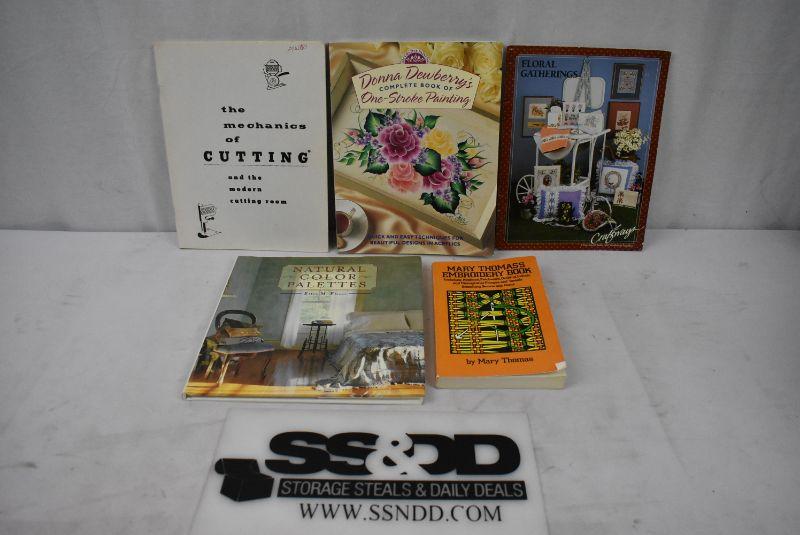 the
mechanics
of
CUTTING
and the
modern
cutting room
Donna Dewberry's
COMPLETE BOOK OF
One-Stroke Painting
QUICK AND EASY TECHNIQUES FOR
BEAUTIFUL DESIGNS IN ACRYLICS
FLORAL
GATHERINGS
Craftways
NATURAL
COLOR
PALETTES
MARY THOMAS'S
EMBROIDERY BOOK
by Mary Thomas
SS&DD
STORAGE STEALS & DAILY DEALS
WWW.SSNDD.COM